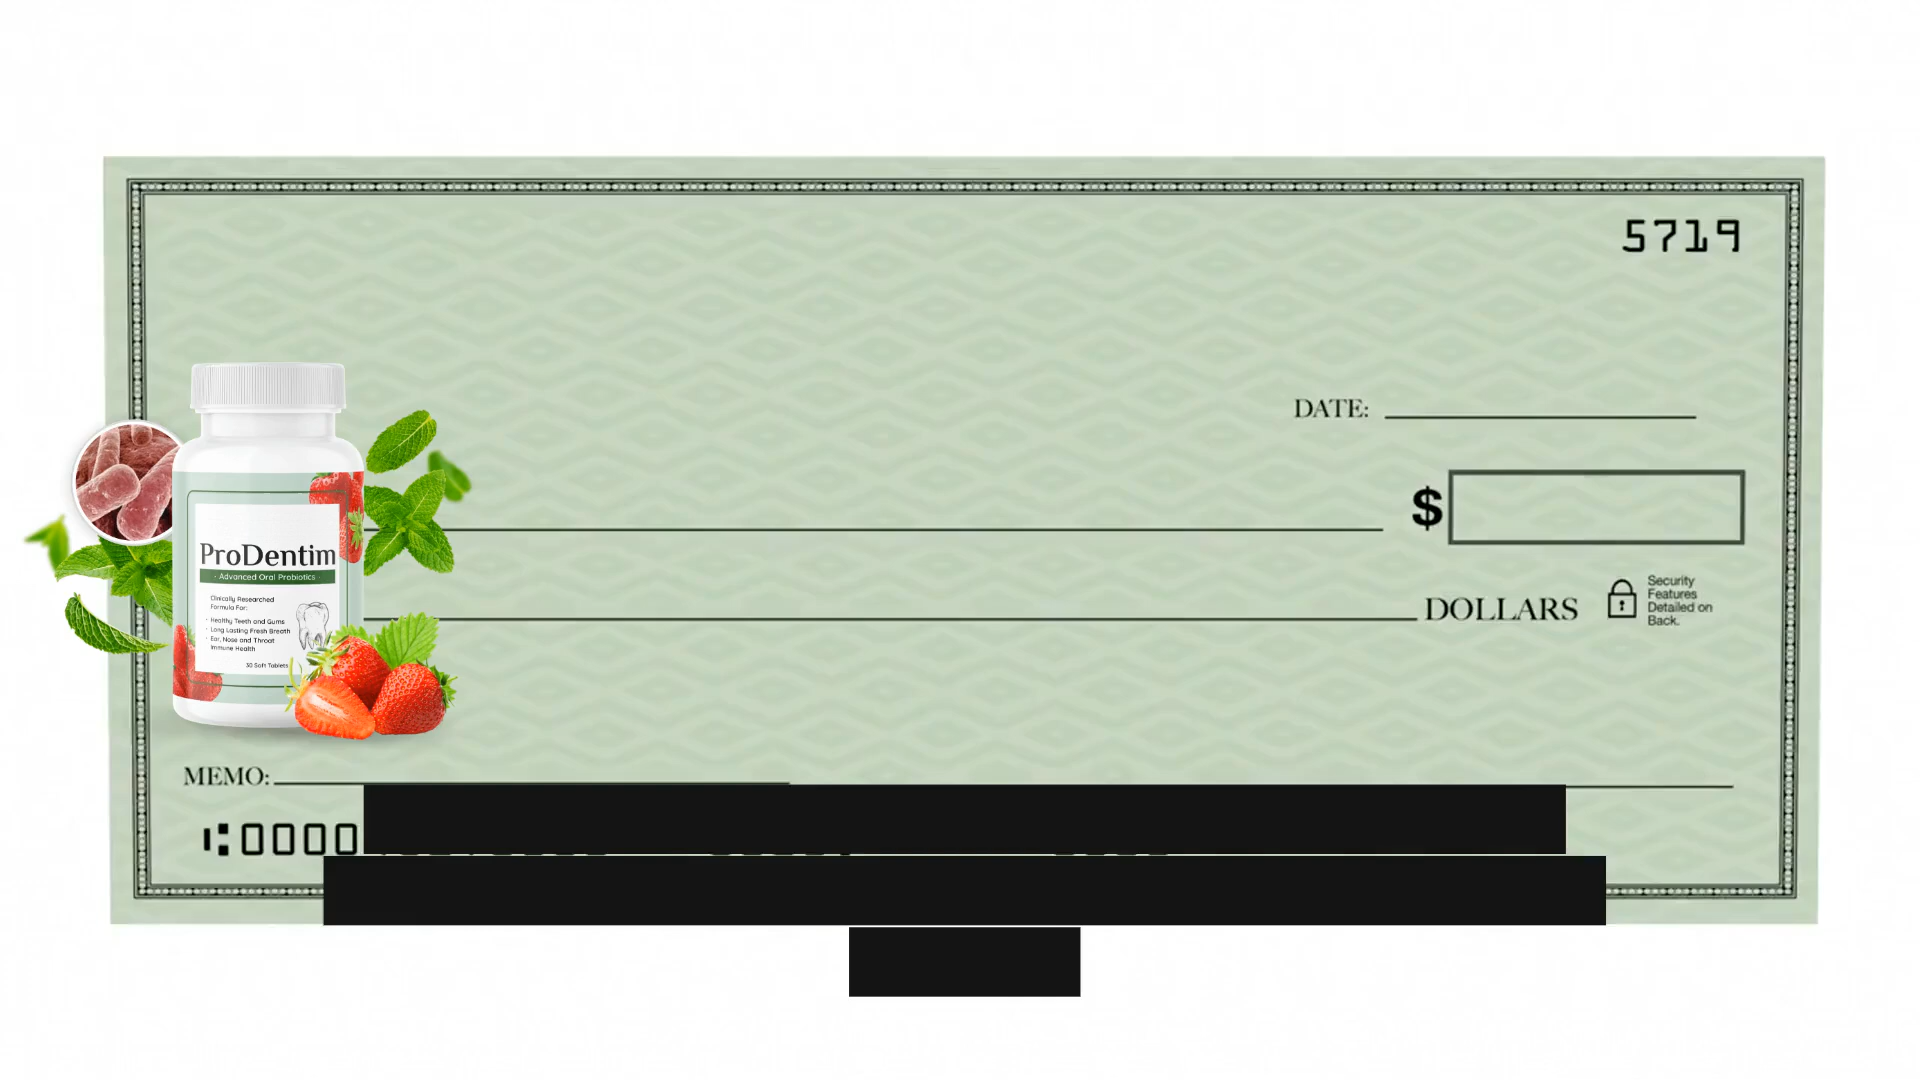 5719
DATE:
$
ProDentim
· Advanced Oral Probiotics ·
Clinically Researched
Formula For:
· Healthy Teeth and Gums
· Long Lasting Fresh Breath
· Ear, Nose and Throat
Immune Health
30 Soft Tablets
DOLLARS
Security
Features
Detailed on
Back.
MEMO:
⑆0000